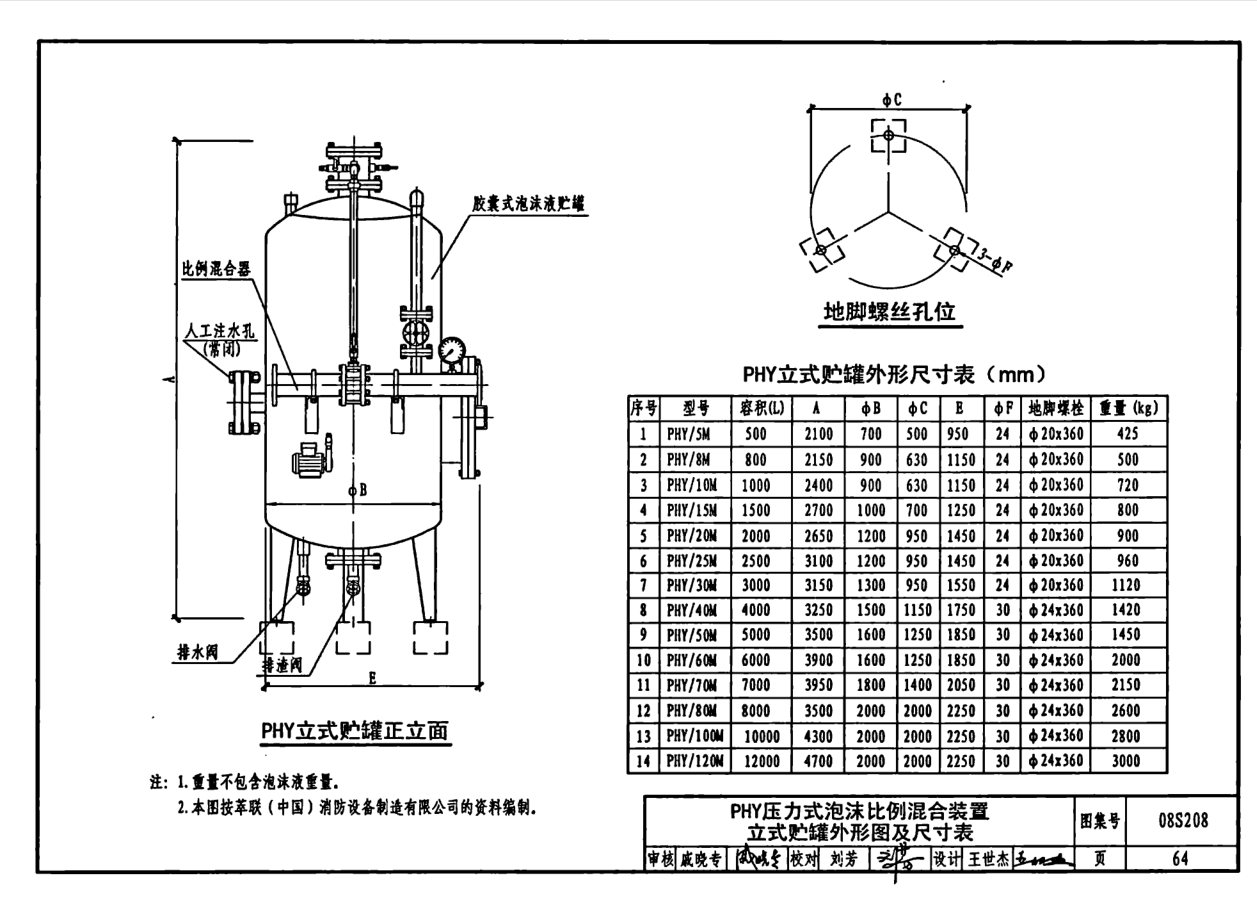 A
比例混合器
人工注水孔
(常闭)
胶囊式泡沫液贮罐
φB
排水阀
排渣阀
E
PHY立式贮罐正立面
注: 1.重量不包含泡沫液重量。
2.本图按萃联(中国)消防设备制造有限公司的资料编制。
φC
3-φF
地脚螺丝孔位
PHY立式贮罐外形尺寸表(mm)
序号 型号 容积(L) A φB φC E φF 地脚螺栓 重量(kg)
1 PHY/5M 500 2100 700 500 950 24 φ20x360 425
2 PHY/8M 800 2150 900 630 1150 24 φ20x360 500
3 PHY/10M 1000 2400 900 630 1150 24 φ20x360 720
4 PHY/15M 1500 2700 1000 700 1250 24 φ20x360 800
5 PHY/20M 2000 2650 1200 950 1450 24 φ20x360 900
6 PHY/25M 2500 3100 1200 950 1450 24 φ20x360 960
7 PHY/30M 3000 3150 1300 950 1550 24 φ20x360 1120
8 PHY/40M 4000 3250 1500 1150 1750 30 φ24x360 1420
9 PHY/50M 5000 3500 1600 1250 1850 30 φ24x360 1450
10 PHY/60M 6000 3900 1600 1250 1850 30 φ24x360 2000
11 PHY/70M 7000 3950 1800 1400 2050 30 φ24x360 2150
12 PHY/80M 8000 3500 2000 2000 2250 30 φ24x360 2600
13 PHY/100M 10000 4300 2000 2000 2250 30 φ24x360 2800
14 PHY/120M 12000 4700 2000 2000 2250 30 φ24x360 3000
PHY压力式泡沫比例混合装置
立式贮罐外形图及尺寸表
图集号 08S208
审核 戚晓专 校对 刘芳 设计 王世杰 页 64